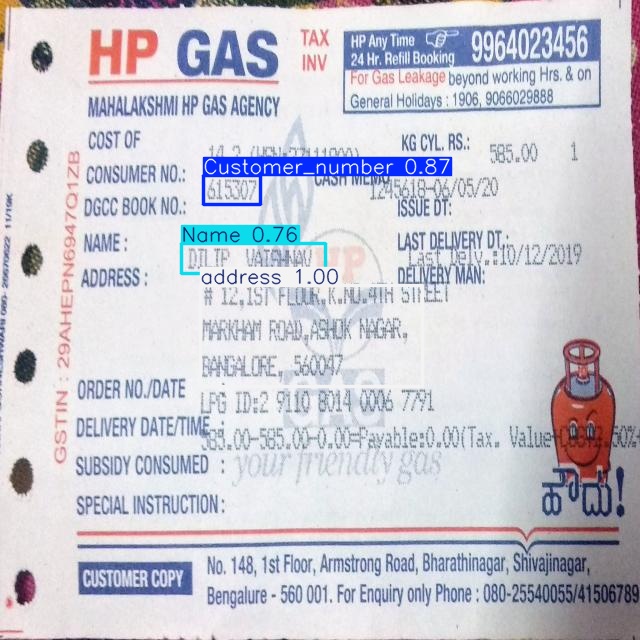 HP GAS
TAX
INV
HP Any Time
24 Hr. Refill Booking
9964023456
For Gas Leakage beyond working Hrs. & on
General Holidays : 1906, 9066029888
MAHALAKSHMI HP GAS AGENCY
COST OF
KG CYL. RS.: 585.00 1
Customer_number 0.87
CONSUMER NO.: 615307
CASH MEMO
1245618-06/05/20
DGCC BOOK NO.:
ISSUE DT:
Name 0.76
NAME : DILIP
LAST DELIVERY DT.:
Last Delv.:10/12/2019
address 1.00
ADDRESS :
DELIVERY MAN:
# 12,1ST FLOOR,K.NO.4TH STREET
MARKHAM ROAD,ASHOK NAGAR,
BANGALORE, 560047
ORDER NO./DATE
LPG ID:2 9110 8014 0006 7791
DELIVERY DATE/TIME :
585.00-585.00-0.00=Payable:0.00(Tax. Value
SUBSIDY CONSUMED :
your friendly gas
SPECIAL INSTRUCTION :
ಹೌದು!
CUSTOMER COPY
No. 148, 1st Floor, Armstrong Road, Bharathinagar, Shivajinagar,
Bengalure - 560 001. For Enquiry only Phone : 080-25540055/41506789
GSTIN : 29AHEPN6947Q1ZB